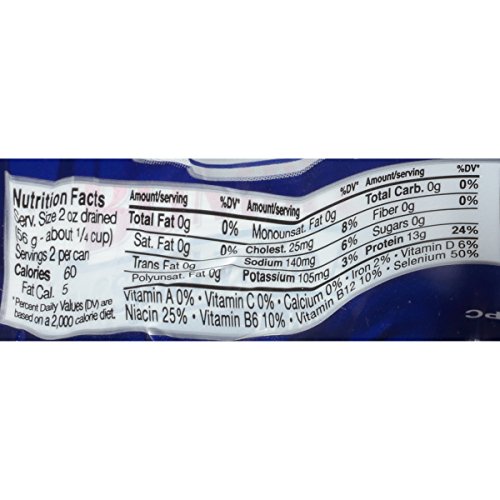 Nutrition Facts
Serv. Size 2 oz drained
(56 g - about 1/4 cup)
Servings 2 per can
Calories 60
Fat Cal. 5
*Percent Daily Values (DV) are
based on a 2,000 calorie diet.
Amount/serving %DV*
Total Fat 0g 0%
Sat. Fat 0g 0%
Trans Fat 0g
Polyunsat. Fat 0g
Amount/serving %DV*
Monounsat. Fat 0g
Cholest. 25mg 8%
Sodium 140mg 6%
Potassium 105mg 3%
Amount/serving %DV*
Total Carb. 0g 0%
Fiber 0g 0%
Sugars 0g
Protein 13g 24%
Vitamin A 0% • Vitamin C 0% • Calcium 0% • Iron 2% • Vitamin D 6%
Niacin 25% • Vitamin B6 10% • Vitamin B12 10% • Selenium 50%
PC